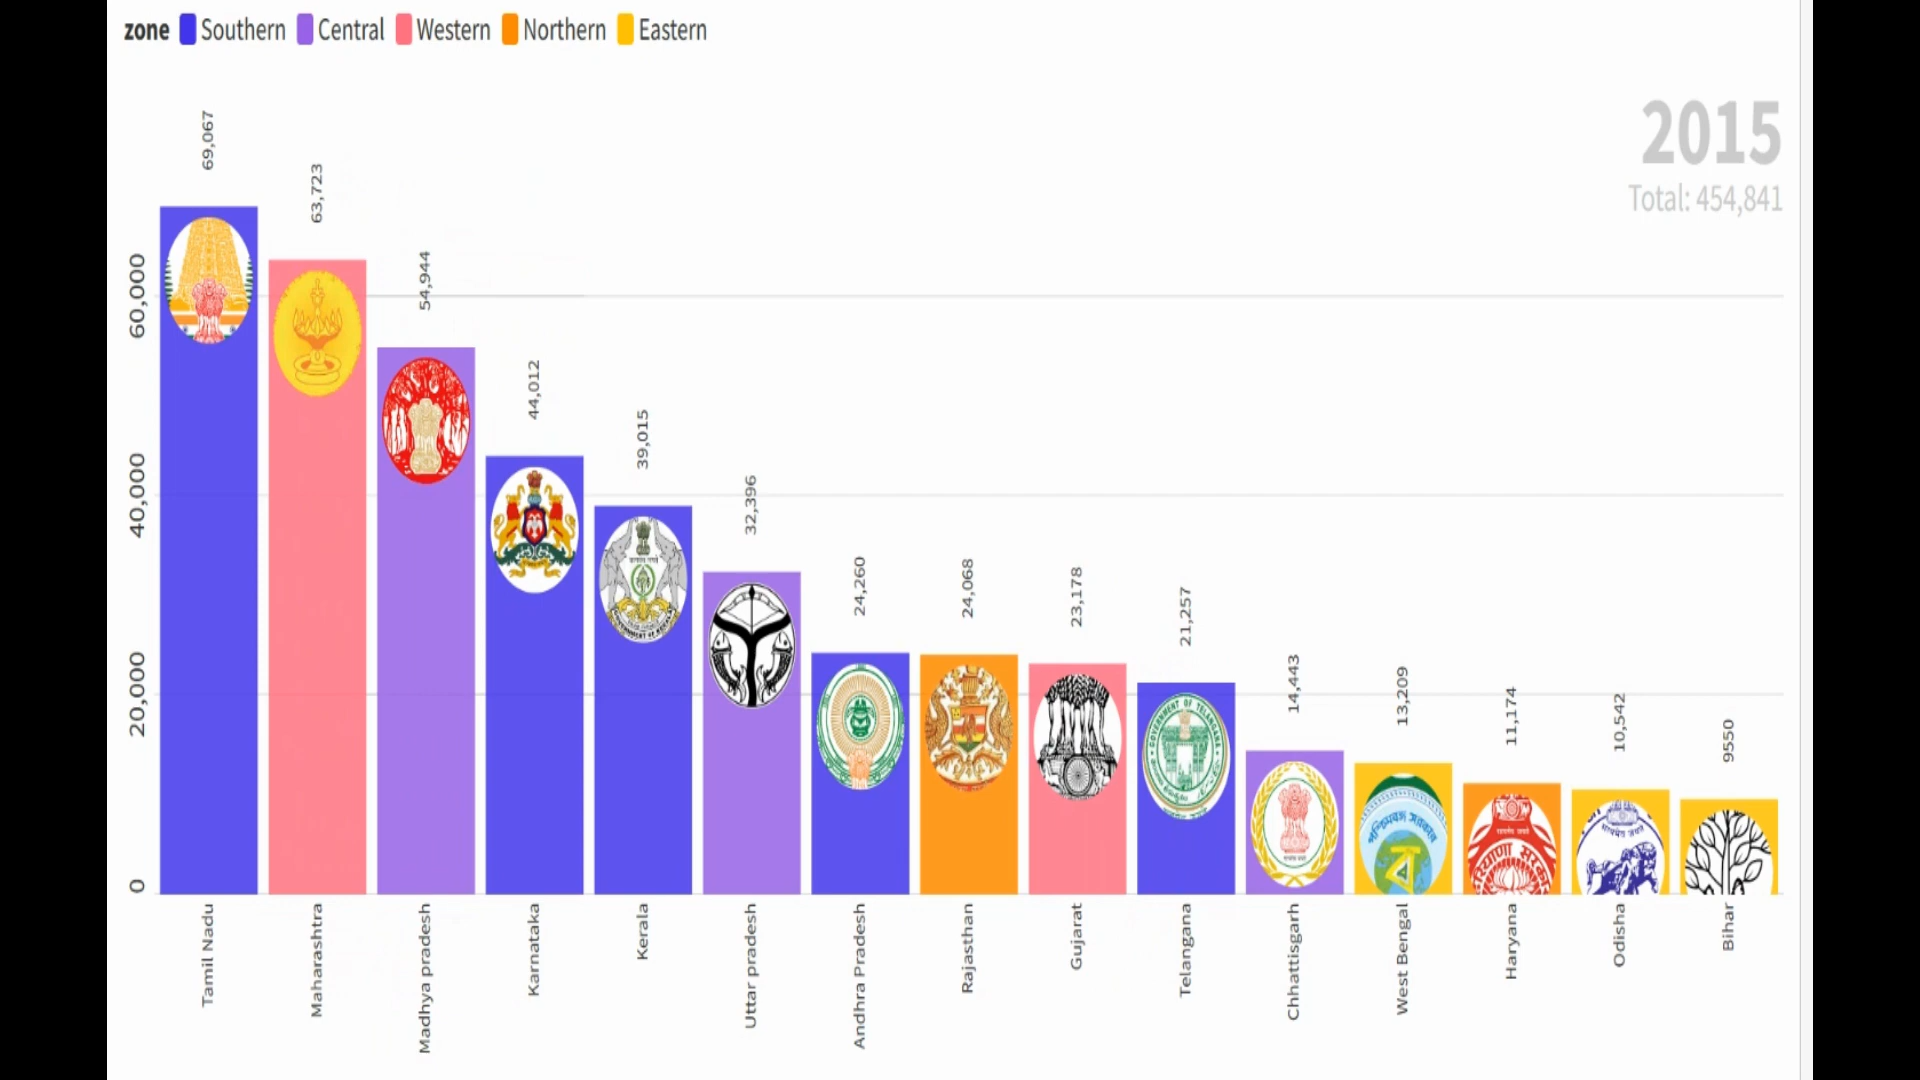 zone Southern Central Western Northern Eastern
2015
Total: 454,841
69,067
63,723
54,944
44,012
39,015
32,396
24,260
24,068
23,178
21,257
14,443
13,209
11,174
10,542
9550
60,000
40,000
20,000
0
GOVERNMENT OF TELANGANA
Tamil Nadu
Maharashtra
Madhya pradesh
Karnataka
Kerala
Uttar pradesh
Andhra Pradesh
Rajasthan
Gujarat
Telangana
Chhattisgarh
West Bengal
Haryana
Odisha
Bihar